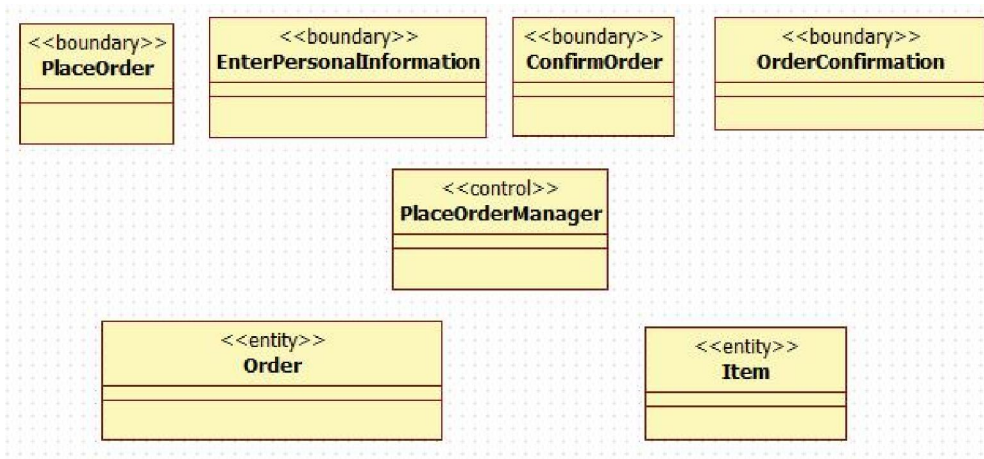 <<boundary>>
PlaceOrder
<<boundary>>
EnterPersonalInformation
<<boundary>>
ConfirmOrder
<<boundary>>
OrderConfirmation
<<control>>
PlaceOrderManager
<<entity>>
Order
<<entity>>
Item